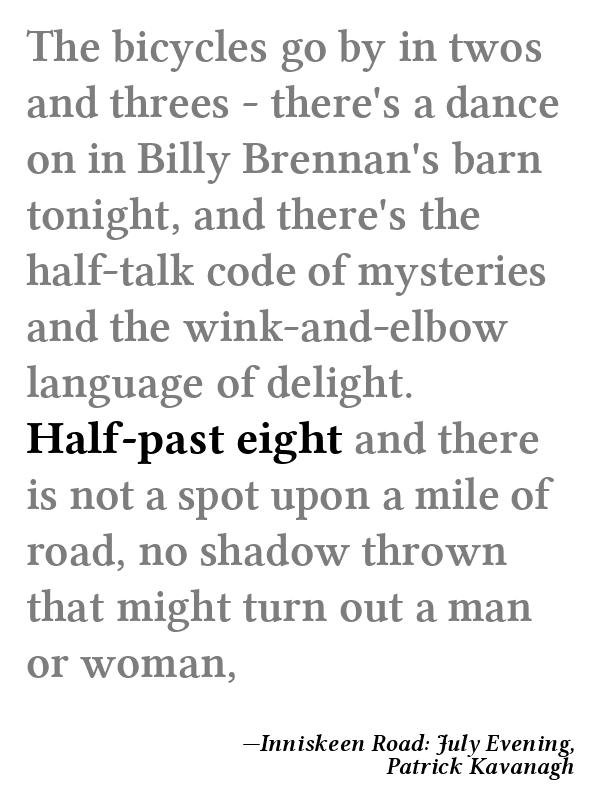 The bicycles go by in twos
and threes - there's a dance
on in Billy Brennan's barn
tonight, and there's the
half-talk code of mysteries
and the wink-and-elbow
language of delight.
Half-past eight and there
is not a spot upon a mile of
road, no shadow thrown
that might turn out a man
or woman,
—Inniskeen Road: July Evening,
Patrick Kavanagh